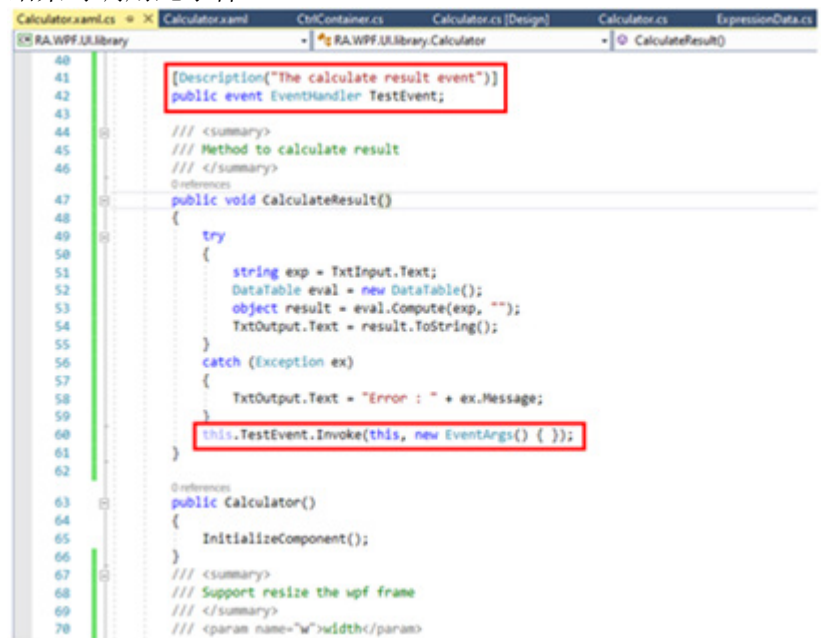 Calculator.xaml.cs Calculator.xaml CtrlContainer.cs Calculator.cs [Design] Calculator.cs ExpressionData.cs
RA.WPF.UI.library RA.WPF.UI.library.Calculator CalculateResult()
40
41 [Description("The calculate result event")]
42 public event EventHandler TestEvent;
43
44 /// <summary>
45 /// Method to calculate result
46 /// </summary>
0 references
47 public void CalculateResult()
48 {
49 try
50 {
51 string exp = TxtInput.Text;
52 DataTable eval = new DataTable();
53 object result = eval.Compute(exp, "");
54 TxtOutput.Text = result.ToString();
55 }
56 catch (Exception ex)
57 {
58 TxtOutput.Text = "Error : " + ex.Message;
59 }
60 this.TestEvent.Invoke(this, new EventArgs() { });
61 }
62
0 references
63 public Calculator()
64 {
65 InitializeComponent();
66 }
67 /// <summary>
68 /// Support resize the wpf frame
69 /// </summary>
70 /// <param name="w">width</param>